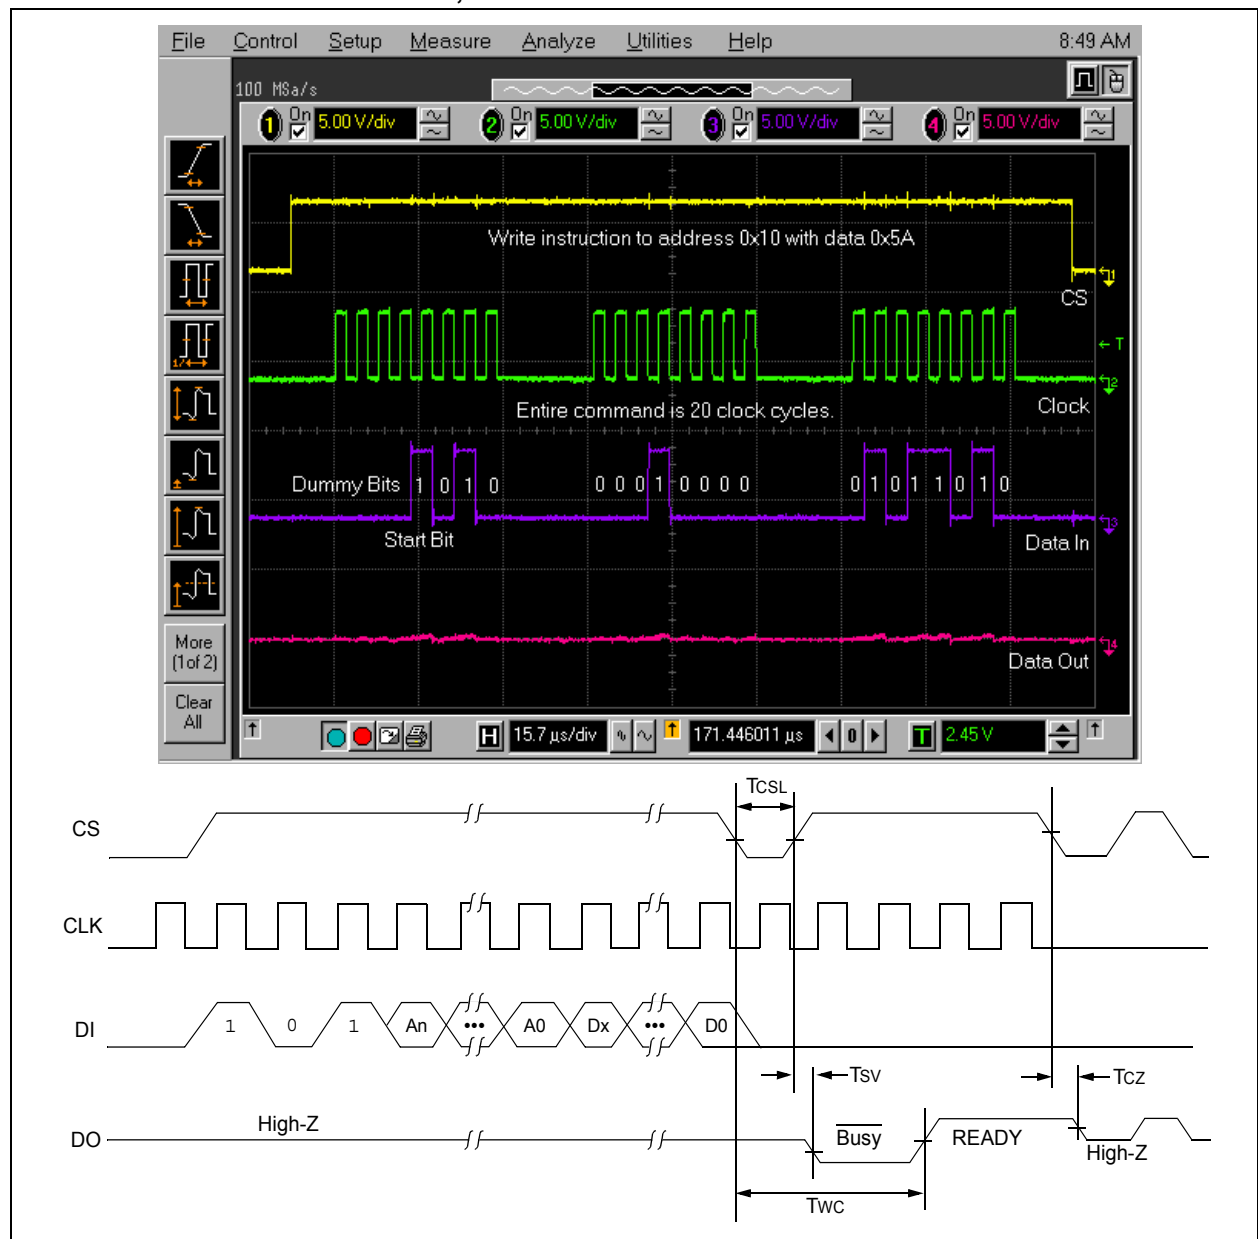 File Control Setup Measure Analyze Utilities Help 8:49 AM
100 MSa/s
1 On 5.00 V/div 2 On 5.00 V/div 3 On 5.00 V/div 4 On 5.00 V/div
Write instruction to address 0x10 with data 0x5A
1
CS
T
2
Entire command is 20 clock cycles. Clock
Dummy Bits 1 0 1 0 0 0 0 1 0 0 0 0 0 1 0 1 1 0 1 0
3
Start Bit Data In
4
Data Out
1/
More
(1of 2)
Clear
All
H 15.7 µs/div 171.446011 µs 0 T 2.45 V
TCSL
CS
CLK
DI 1 0 1 An ••• A0 Dx ••• D0
TSV TCZ
DO High-Z Busy READY High-Z
TWC